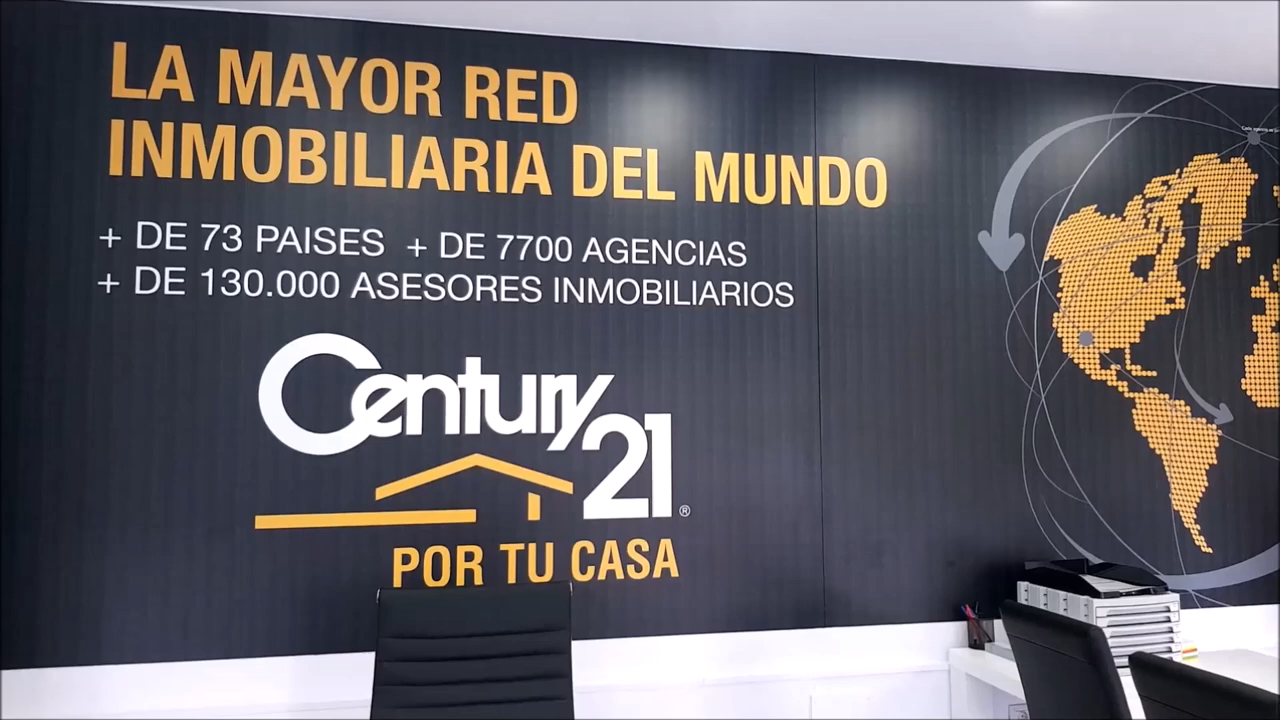 LA MAYOR RED
INMOBILIARIA DEL MUNDO
+ DE 73 PAISES + DE 7700 AGENCIAS
+ DE 130.000 ASESORES INMOBILIARIOS
Century
21®
POR TU CASA